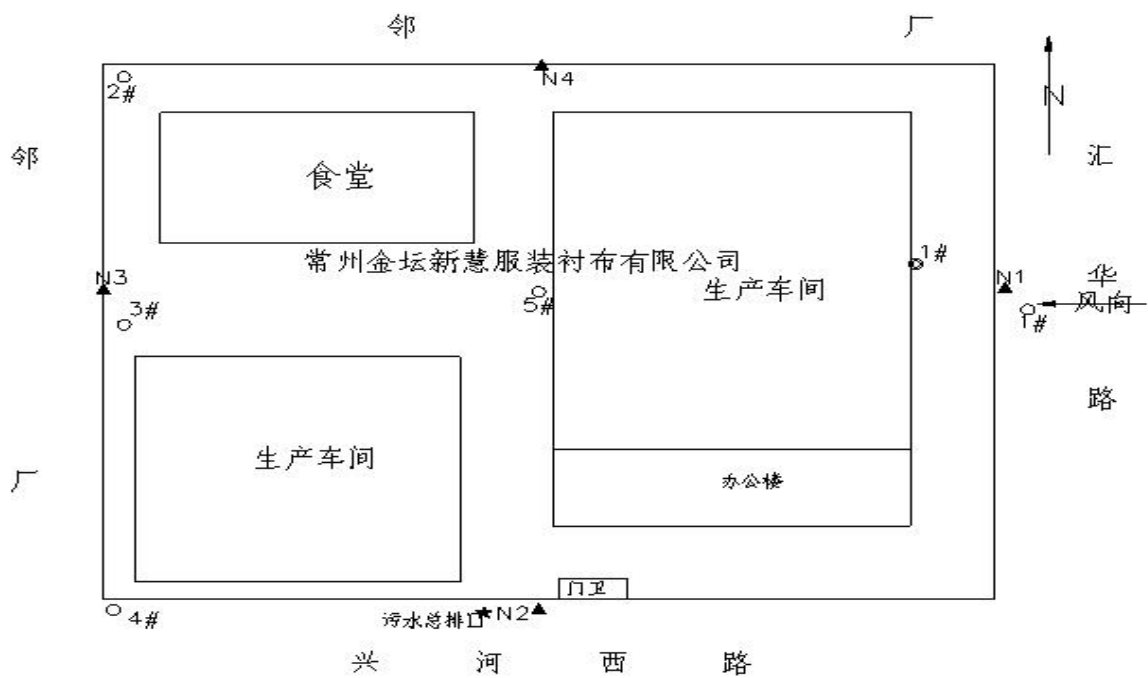 邻 厂
N4
2#
N
邻
汇
食堂
常州金坛新慧服装衬布有限公司
1#
N3
N1
华
生产车间
5#
风向
3#
1#
路
生产车间
厂
办公楼
门卫
4#
污水总排口
N2
兴 河 西 路